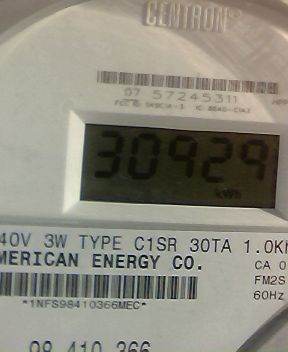 CENTRON®
07 57245311
30929
kWh
40V 3W TYPE C1SR 30TA 1.0K
MERICAN ENERGY CO.
CA 0
FM2S
60Hz
*1NFS98410366MEC*
98 410 366